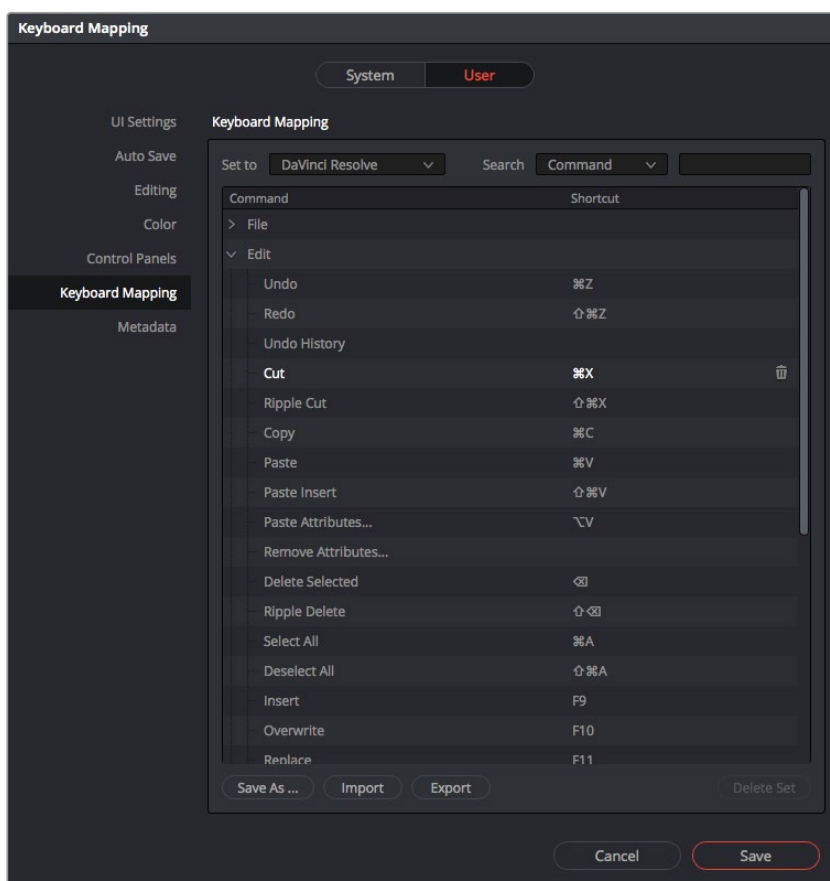 Keyboard Mapping
System User
UI Settings
Auto Save
Editing
Color
Control Panels
Keyboard Mapping
Metadata
Keyboard Mapping
Set to DaVinci Resolve Search Command
Command Shortcut
> File
Edit
Undo ⌘Z
Redo ⇧⌘Z
Undo History
Cut ⌘X
Ripple Cut ⇧⌘X
Copy ⌘C
Paste ⌘V
Paste Insert ⇧⌘V
Paste Attributes... ⌥V
Remove Attributes...
Delete Selected ⌫
Ripple Delete ⇧⌫
Select All ⌘A
Deselect All ⇧⌘A
Insert F9
Overwrite F10
Replace F11
Save As ... Import Export Delete Set
Cancel Save